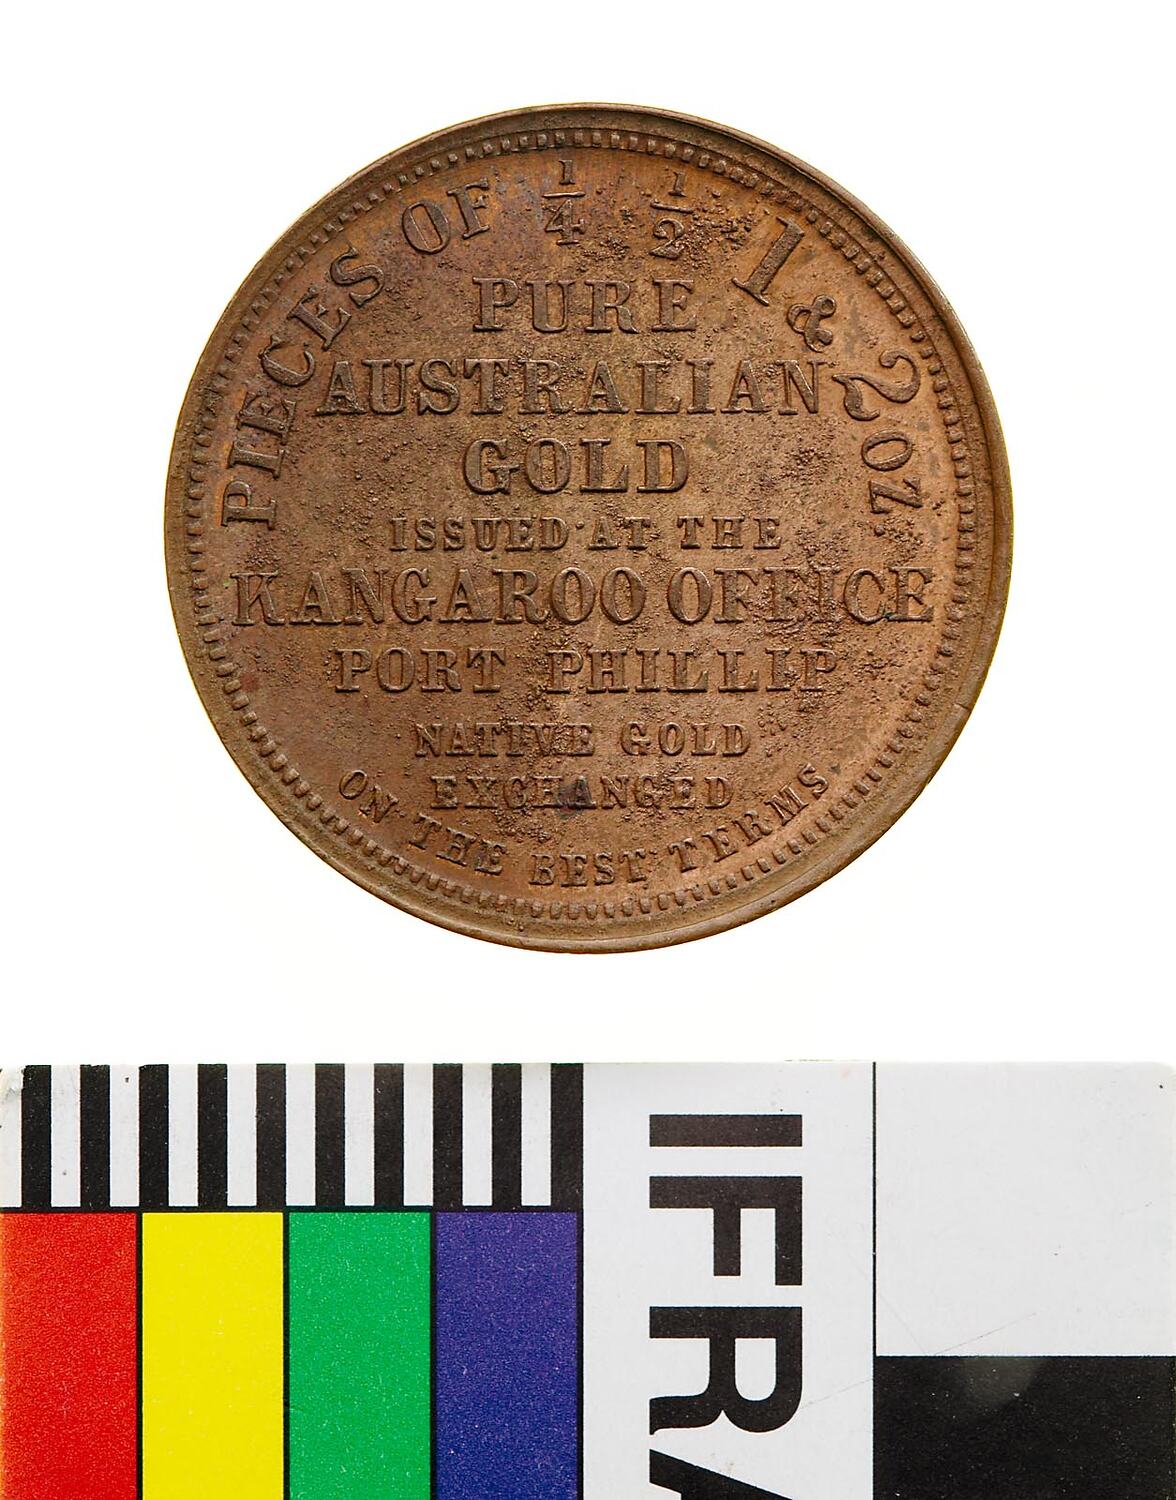 PIECES OF 1/4 1/2 1 & 2 OZ.
PURE
AUSTRALIAN
GOLD
ISSUED AT THE
KANGAROO OFFICE
PORT PHILLIP
NATIVE GOLD
EXCHANGED
ON THE BEST TERMS
IFRA